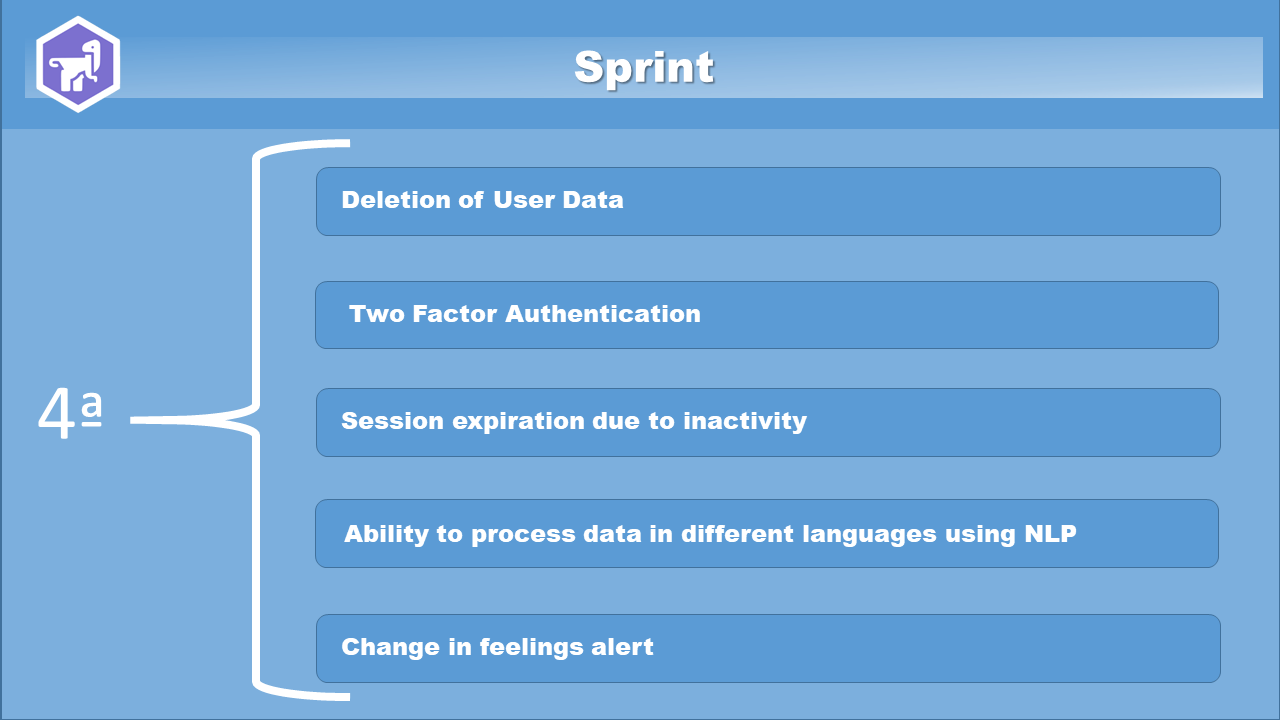 Sprint
Deletion of User Data
Two Factor Authentication
Session expiration due to inactivity
4ª
Ability to process data in different languages using NLP
Change in feelings alert